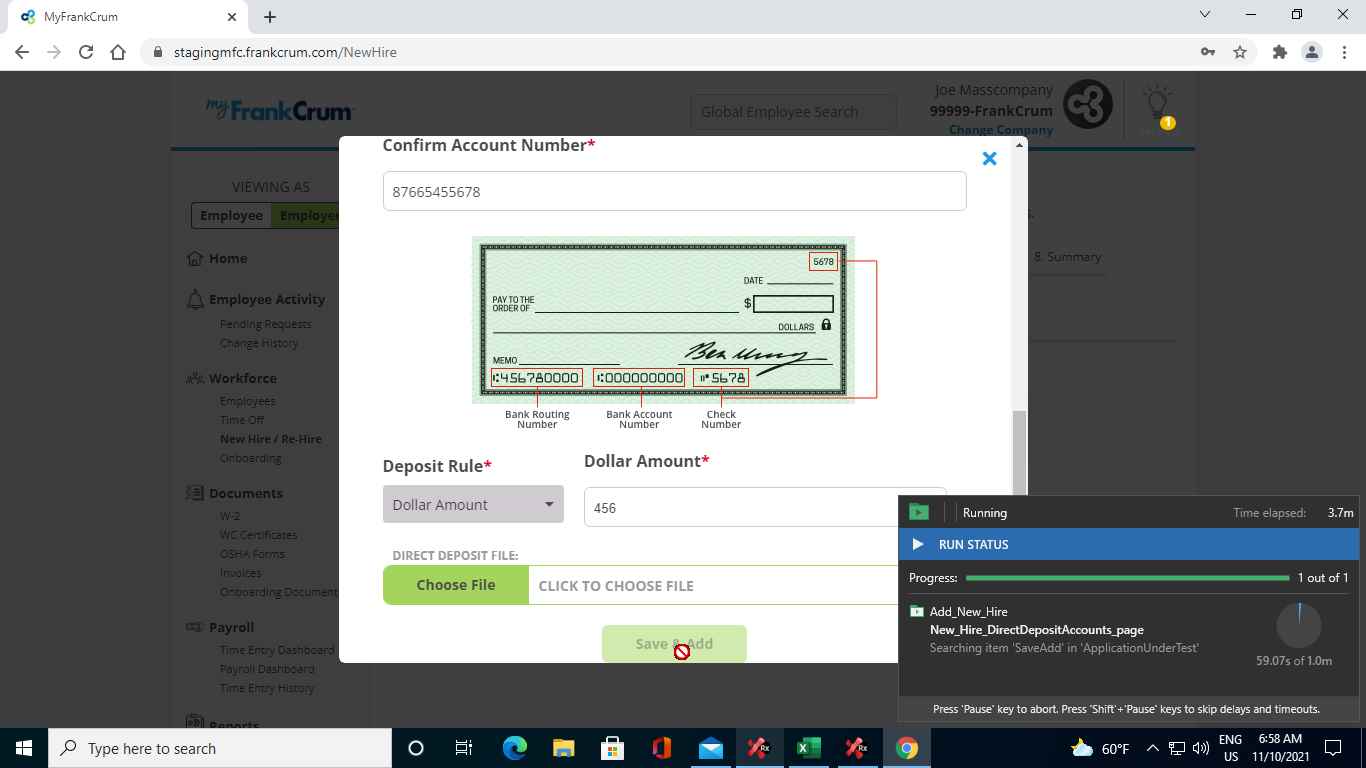 MyFrankCrum
stagingmfc.frankcrum.com/NewHire
my FrankCrum
Global Employee Search
Joe Masscompany
99999-FrankCrum
Change Company
1
VIEWING AS
Employee
Home
Employee Activity
Pending Requests
Change History
Workforce
Employees
Time Off
New Hire / Re-Hire
Onboarding
Documents
W-2
WC Certificates
OSHA Forms
Invoices
Onboarding Document
Payroll
Time Entry Dashboard
Payroll Dashboard
Time Entry History
Reports
8. Summary
Confirm Account Number*
87665455678
5678
DATE
PAY TO THE
ORDER OF
$
DOLLARS
MEMO
⑆456780000
⑆000000000
⑈5678
Bank Routing
Number
Bank Account
Number
Check
Number
Deposit Rule*
Dollar Amount
Dollar Amount*
456
DIRECT DEPOSIT FILE:
Choose File
CLICK TO CHOOSE FILE
Save & Add
Running
Time elapsed: 3.7m
RUN STATUS
Progress: 1 out of 1
Add_New_Hire
New_Hire_DirectDepositAccounts_page
Searching item 'SaveAdd' in 'ApplicationUnderTest'
59.07s of 1.0m
Press 'Pause' key to abort. Press 'Shift'+'Pause' keys to skip delays and timeouts.
Type here to search
60°F
ENG
US
6:58 AM
11/10/2021